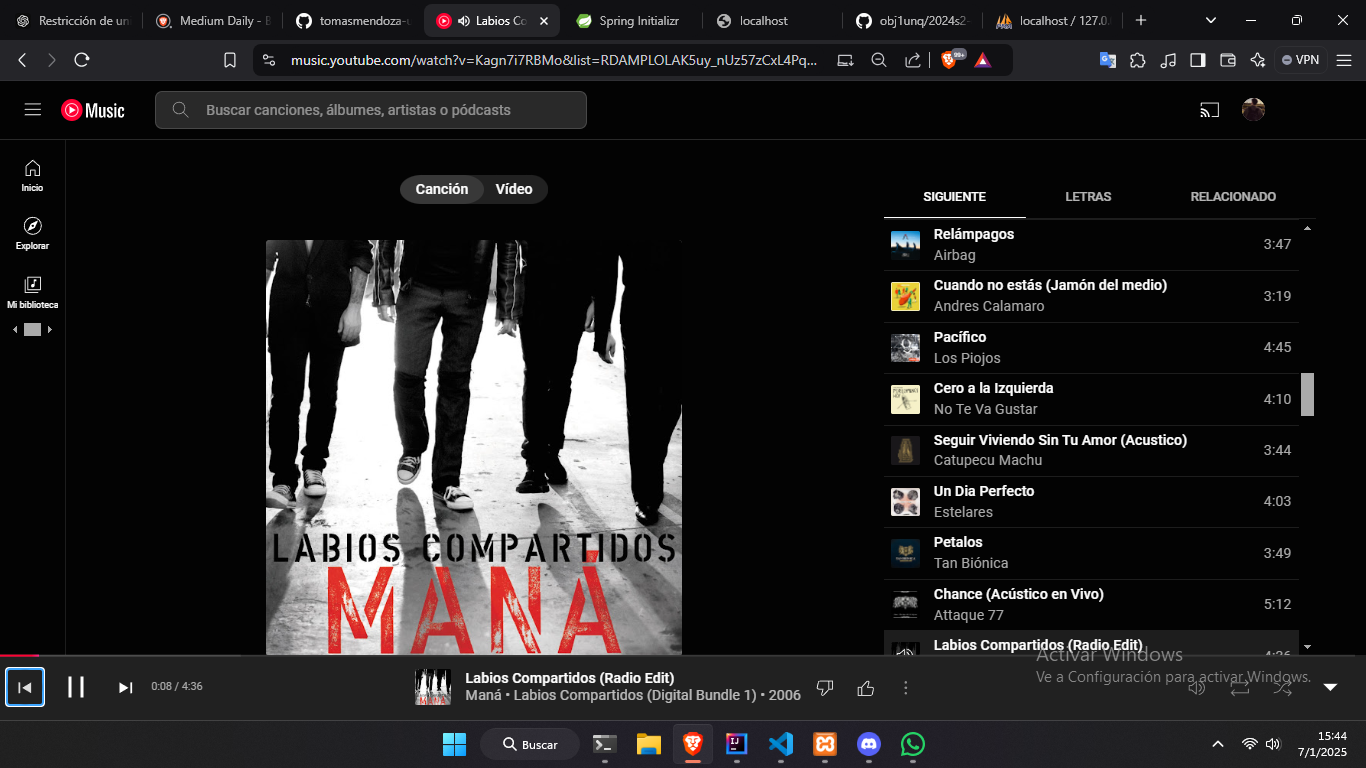 Restricción de un
Medium Daily - B
tomasmendoza-u
Labios Co
Spring Initializr
localhost
obj1unq/2024s2-
localhost / 127.0.
music.youtube.com/watch?v=Kagn7i7RBMo&list=RDAMPLOLAK5uy_nUz57zCxL4Pq...
99+
VPN
Music
Buscar canciones, álbumes, artistas o pódcasts
Inicio
Explorar
Mi biblioteca
Canción
Vídeo
LABIOS COMPARTIDOS
MANÁ
SIGUIENTE
LETRAS
RELACIONADO
Relámpagos
Airbag
3:47
Cuando no estás (Jamón del medio)
Andres Calamaro
3:19
Pacífico
Los Piojos
4:45
Cero a la Izquierda
No Te Va Gustar
4:10
Seguir Viviendo Sin Tu Amor (Acustico)
Catupecu Machu
3:44
Un Dia Perfecto
Estelares
4:03
Petalos
Tan Biónica
3:49
Chance (Acústico en Vivo)
Attaque 77
5:12
Labios Compartidos (Radio Edit)
4:36
0:08 / 4:36
Labios Compartidos (Radio Edit)
Maná • Labios Compartidos (Digital Bundle 1) • 2006
Activar Windows
Ve a Configuración para activar Windows.
Buscar
15:44
7/1/2025